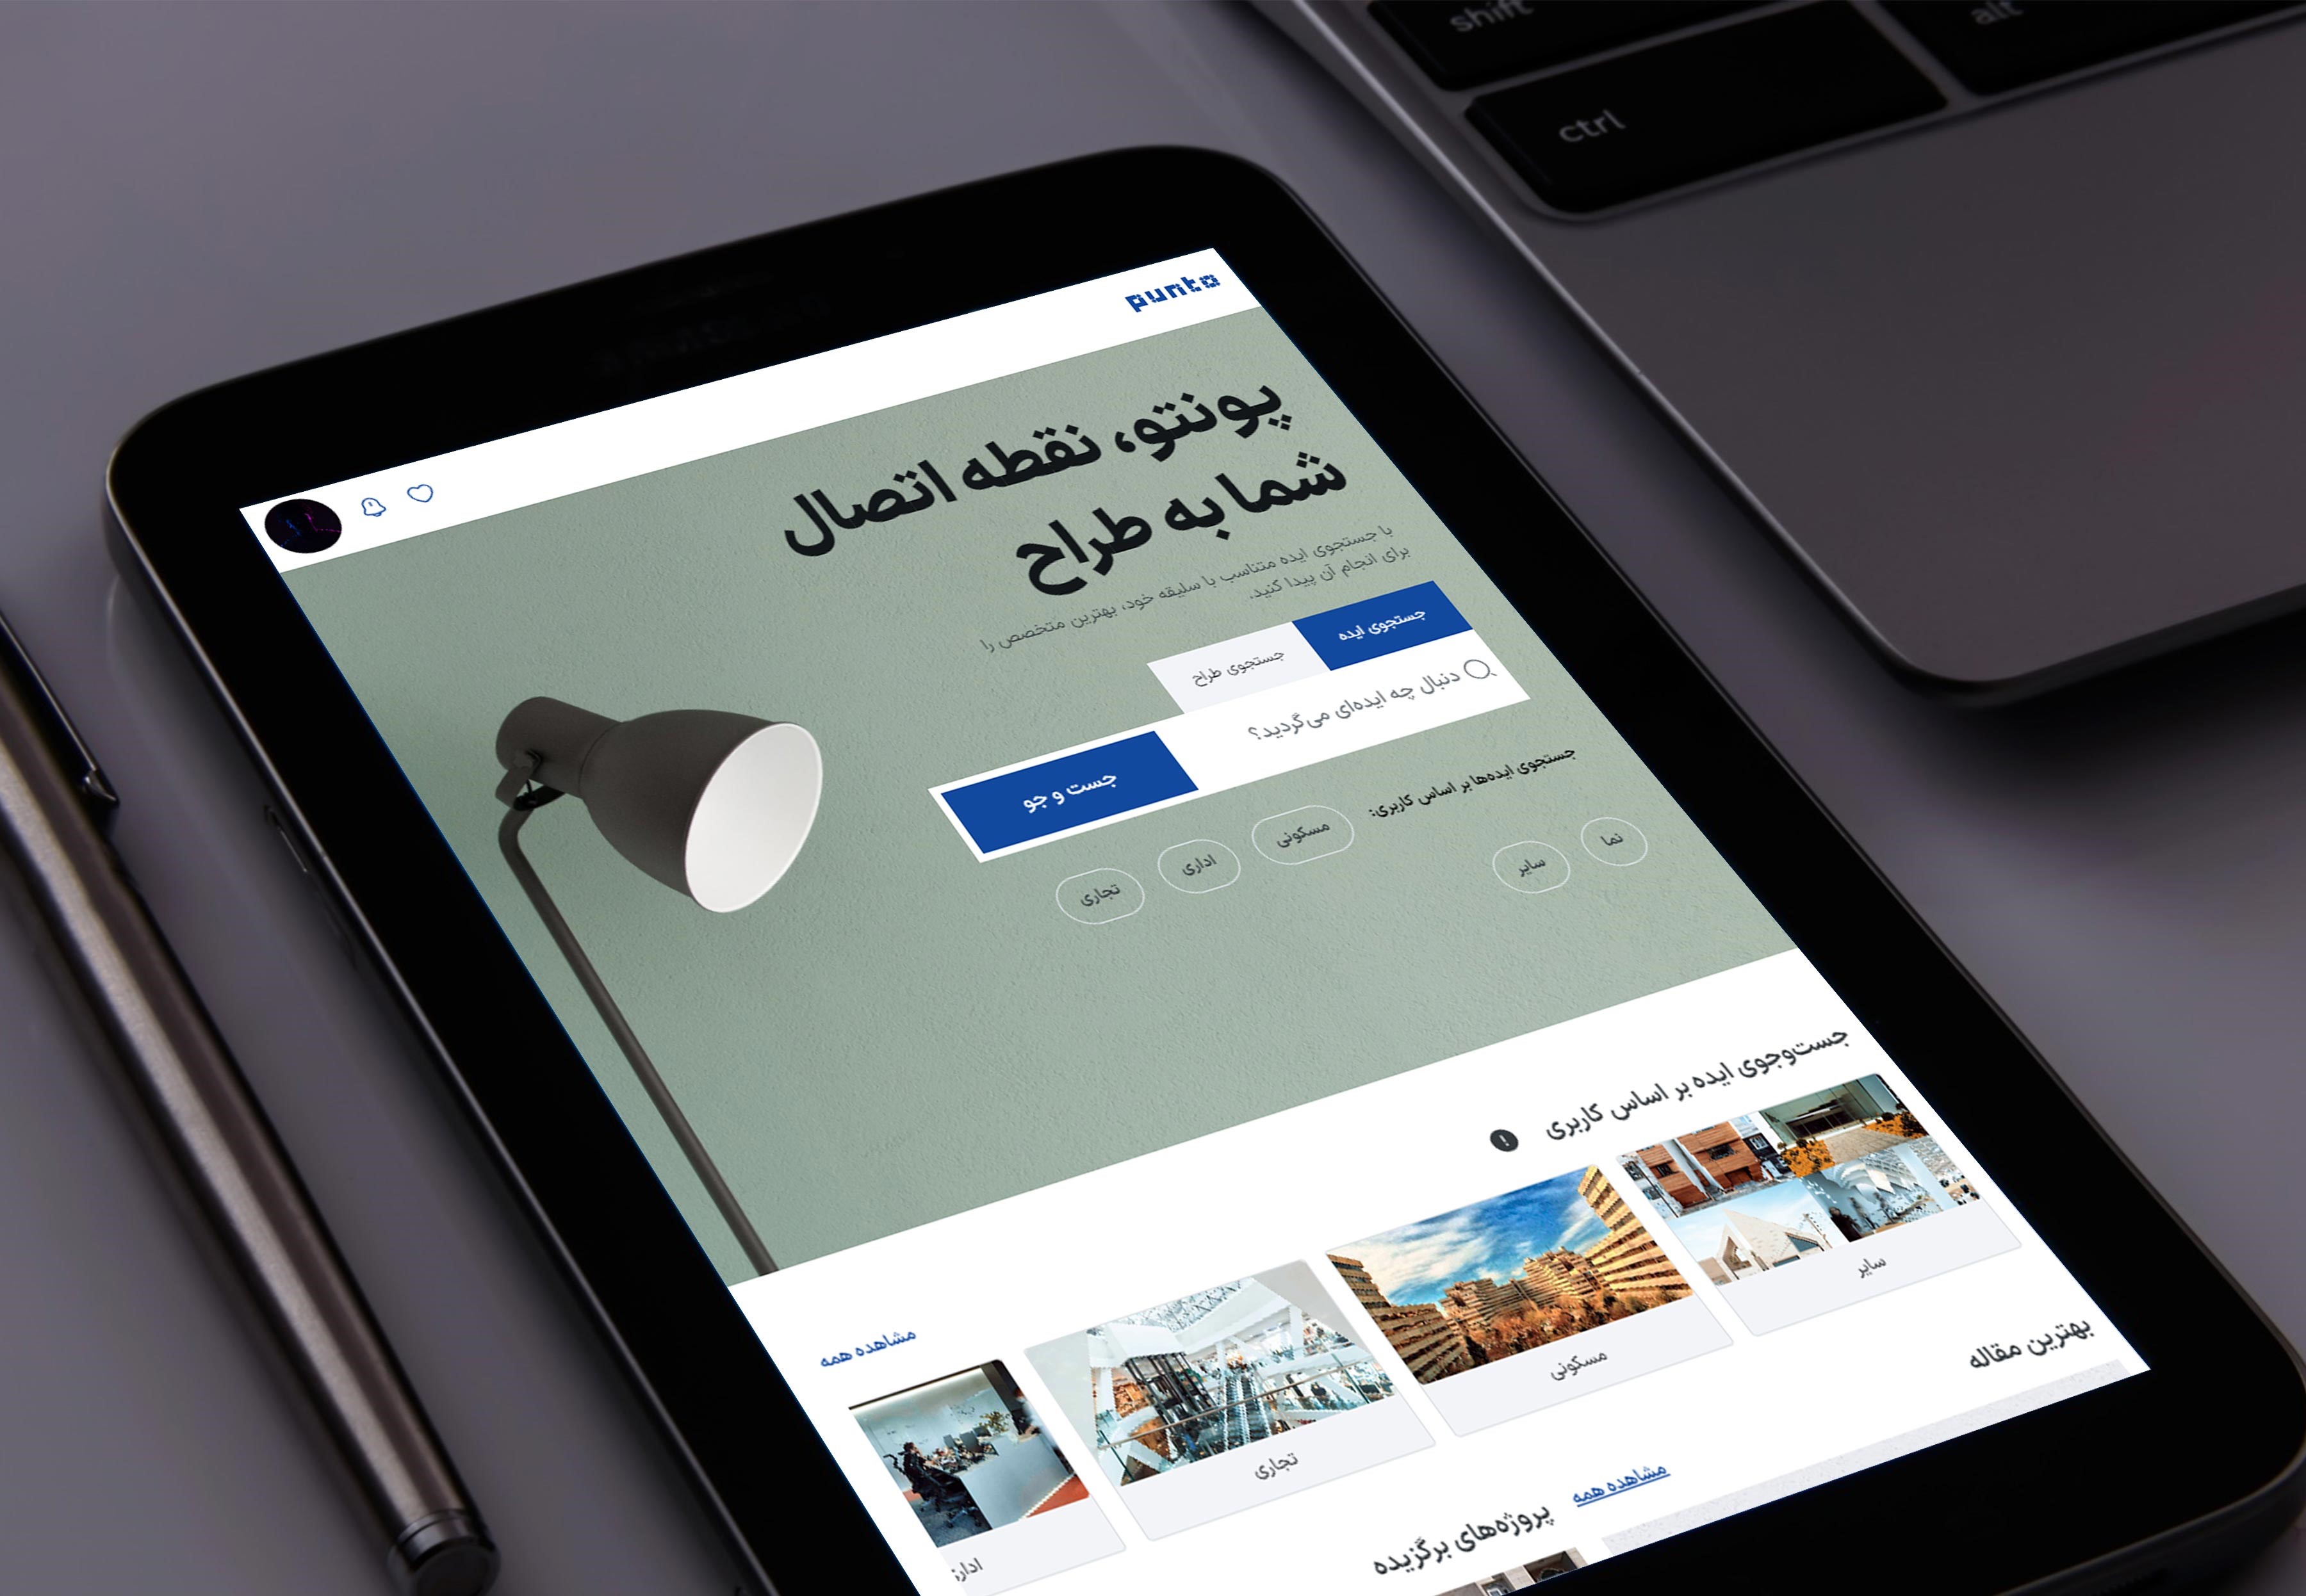 shift
alt
ctrl
punto
پونتو، نقطه اتصال
شما به طراح
با جستجوی ایده متناسب با سلیقه خود، بهترین متخصص را
برای انجام آن پیدا کنید.
جستجوی ایده
جستجوی طراح
دنبال چه ایده‌ای می‌گردید؟
جست و جو
جستجوی ایده‌ها بر اساس کاربری:
مسکونی
اداری
تجاری
نما
سایر
جست‌وجوی ایده بر اساس کاربری
مشاهده همه
سایر
مسکونی
تجاری
بهترین مقاله
مشاهده همه
پروژه‌های برگزیده